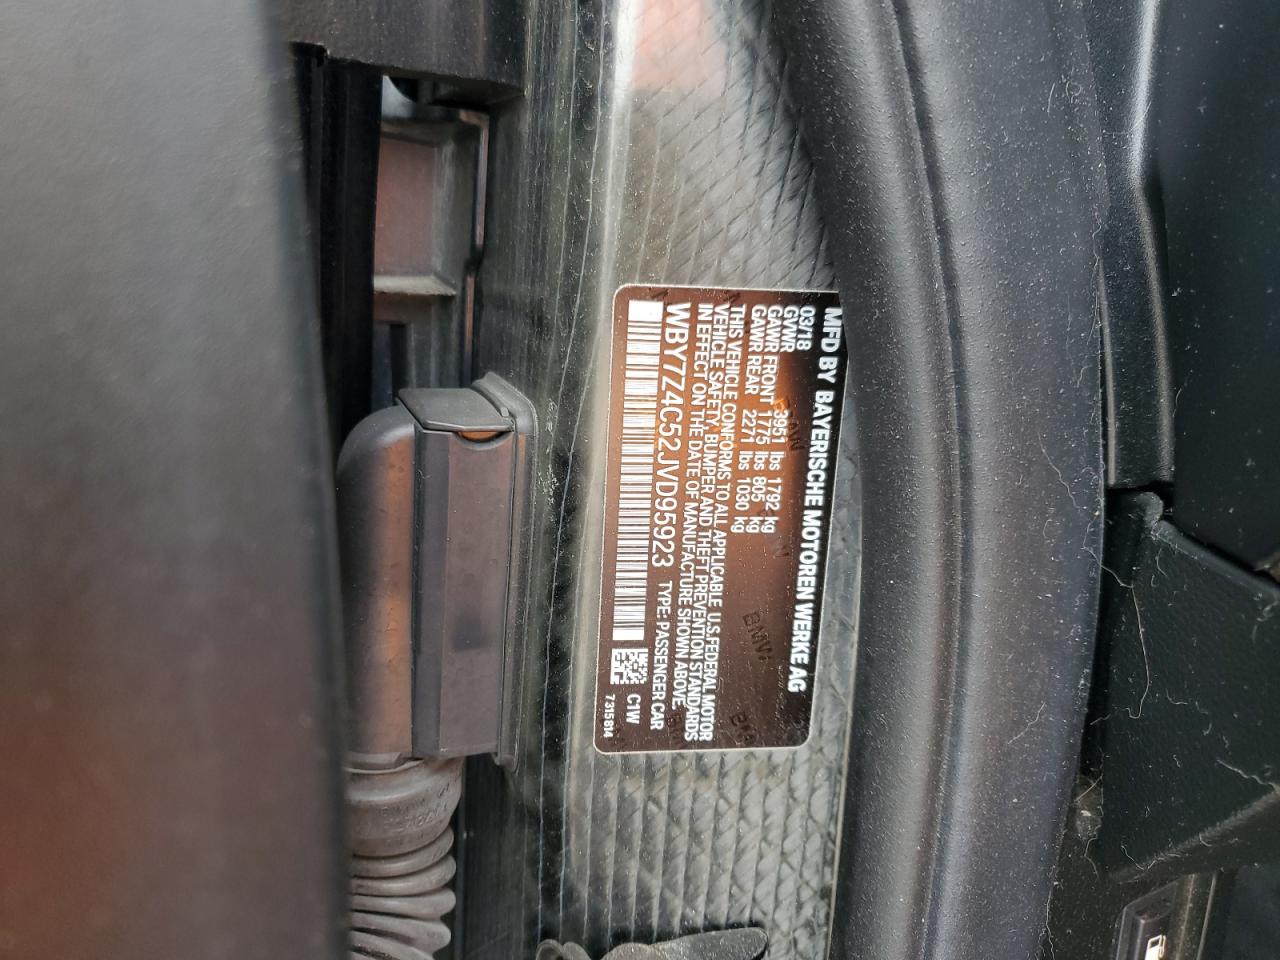 MFD BY BAYERISCHE MOTOREN WERKE AG
03/18
GVWR 3951 lbs 1792 kg
GAWR FRONT 1775 lbs 805 kg
GAWR REAR 2271 lbs 1030 kg
THIS VEHICLE CONFORMS TO ALL APPLICABLE U.S.FEDERAL MOTOR
VEHICLE SAFETY, BUMPER AND THEFT PREVENTION STANDARDS
IN EFFECT ON THE DATE OF MANUFACTURE SHOWN ABOVE.
WBY7Z4C52JVD95923 TYPE: PASSENGER CAR
C1W
7315814
BMW